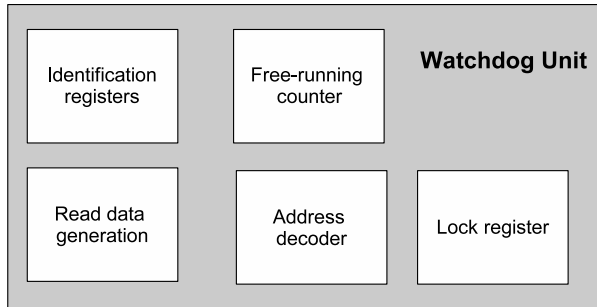 Identification
registers
Free-running
counter
Watchdog Unit
Read data
generation
Address
decoder
Lock register